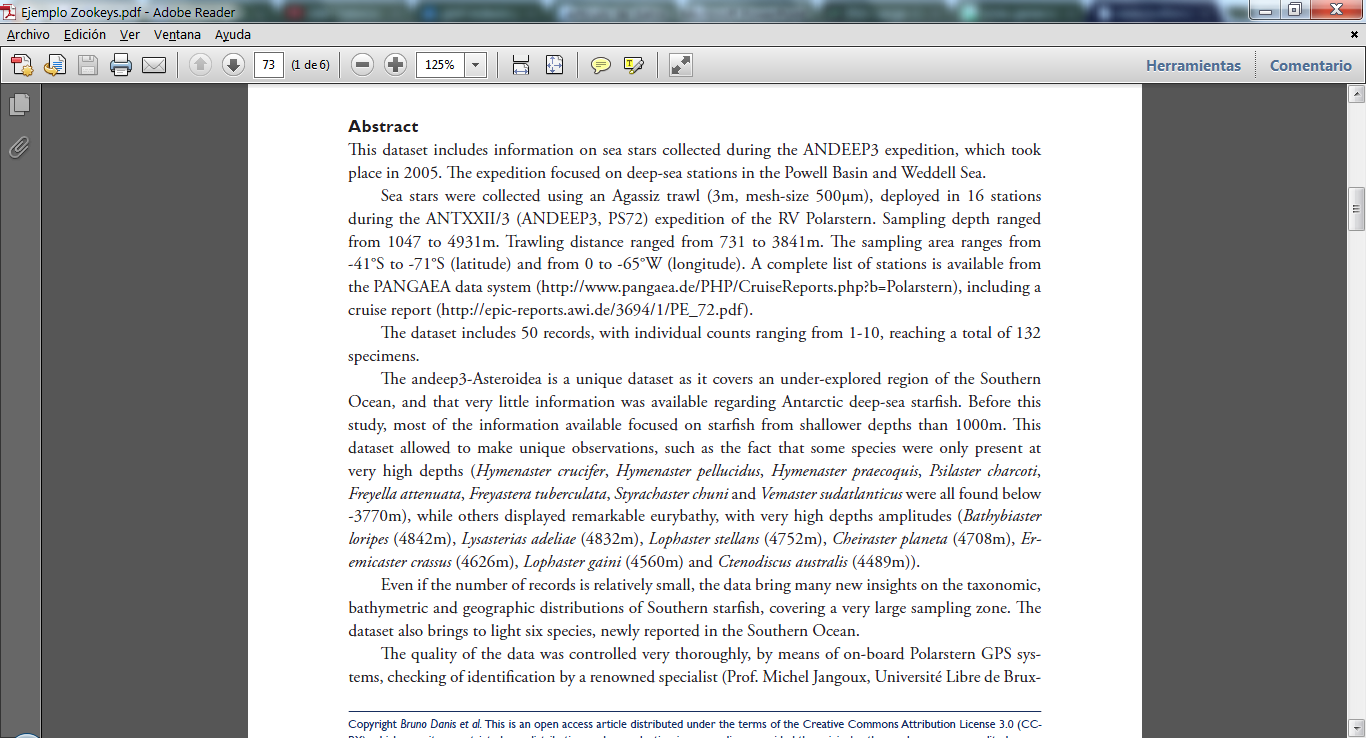 Ejemplo Zookeys.pdf - Adobe Reader
Archivo Edición Ver Ventana Ayuda
73 (1 de 6) 125% Herramientas Comentario
Abstract
This dataset includes information on sea stars collected during the ANDEEP3 expedition, which took
place in 2005. The expedition focused on deep-sea stations in the Powell Basin and Weddell Sea.
Sea stars were collected using an Agassiz trawl (3m, mesh-size 500µm), deployed in 16 stations
during the ANTXXII/3 (ANDEEP3, PS72) expedition of the RV Polarstern. Sampling depth ranged
from 1047 to 4931m. Trawling distance ranged from 731 to 3841m. The sampling area ranges from
-41°S to -71°S (latitude) and from 0 to -65°W (longitude). A complete list of stations is available from
the PANGAEA data system (http://www.pangaea.de/PHP/CruiseReports.php?b=Polarstern), including a
cruise report (http://epic-reports.awi.de/3694/1/PE_72.pdf).
The dataset includes 50 records, with individual counts ranging from 1-10, reaching a total of 132
specimens.
The andeep3-Asteroidea is a unique dataset as it covers an under-explored region of the Southern
Ocean, and that very little information was available regarding Antarctic deep-sea starfish. Before this
study, most of the information available focused on starfish from shallower depths than 1000m. This
dataset allowed to make unique observations, such as the fact that some species were only present at
very high depths (Hymenaster crucifer, Hymenaster pellucidus, Hymenaster praecoquis, Psilaster charcoti,
Freyella attenuata, Freyastera tuberculata, Styrachaster chuni and Vemaster sudatlanticus were all found below
-3770m), while others displayed remarkable eurybathy, with very high depths amplitudes (Bathybiaster
loripes (4842m), Lysasterias adeliae (4832m), Lophaster stellans (4752m), Cheiraster planeta (4708m), Er-
emicaster crassus (4626m), Lophaster gaini (4560m) and Ctenodiscus australis (4489m)).
Even if the number of records is relatively small, the data bring many new insights on the taxonomic,
bathymetric and geographic distributions of Southern starfish, covering a very large sampling zone. The
dataset also brings to light six species, newly reported in the Southern Ocean.
The quality of the data was controlled very thoroughly, by means of on-board Polarstern GPS sys-
tems, checking of identification by a renowned specialist (Prof. Michel Jangoux, Université Libre de Brux-
Copyright Bruno Danis et al. This is an open access article distributed under the terms of the Creative Commons Attribution License 3.0 (CC-